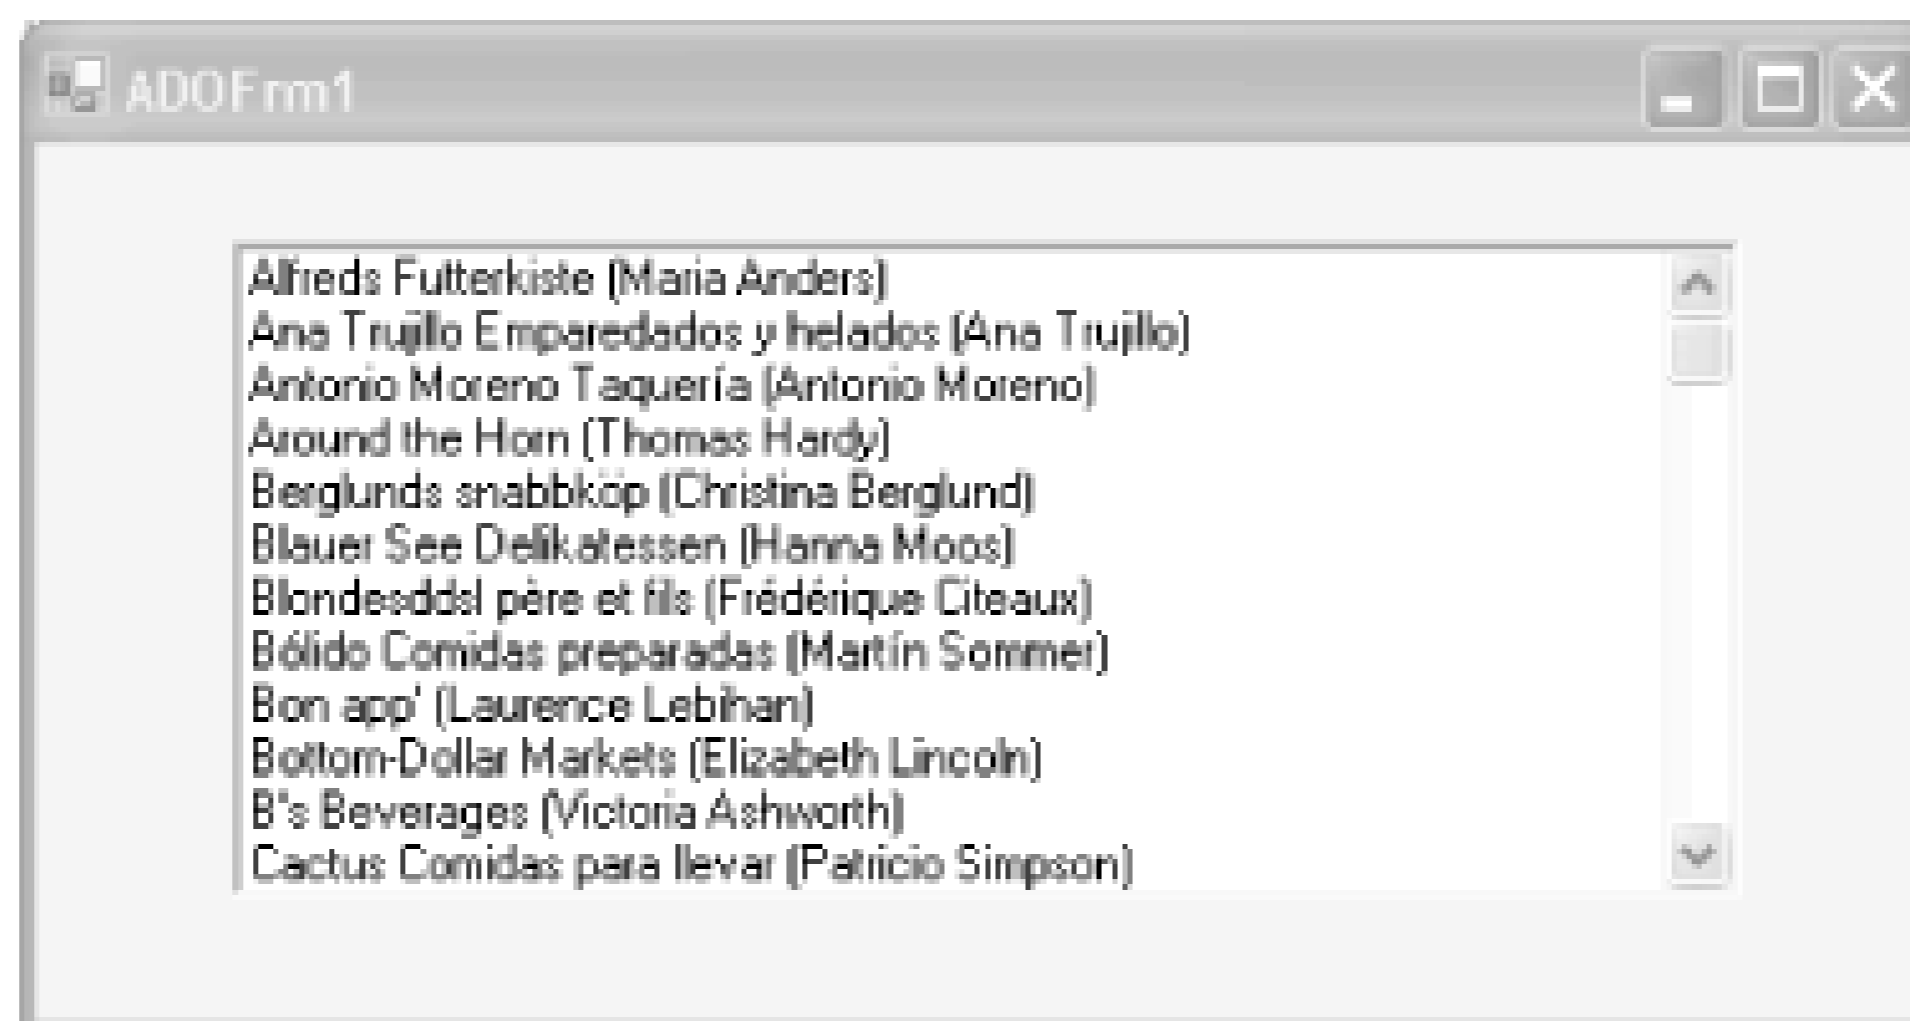 ADOFrm1
Alfreds Futterkiste (Maria Anders)
Ana Trujillo Emparedados y helados (Ana Trujillo)
Antonio Moreno Taquería (Antonio Moreno)
Around the Horn (Thomas Hardy)
Berglunds snabbköp (Christina Berglund)
Blauer See Delikatessen (Hanna Moos)
Blondesddsl père et fils (Frédérique Citeaux)
Bólido Comidas preparadas (Martín Sommer)
Bon app' (Laurence Lebihan)
Bottom-Dollar Markets (Elizabeth Lincoln)
B's Beverages (Victoria Ashworth)
Cactus Comidas para llevar (Patricio Simpson)